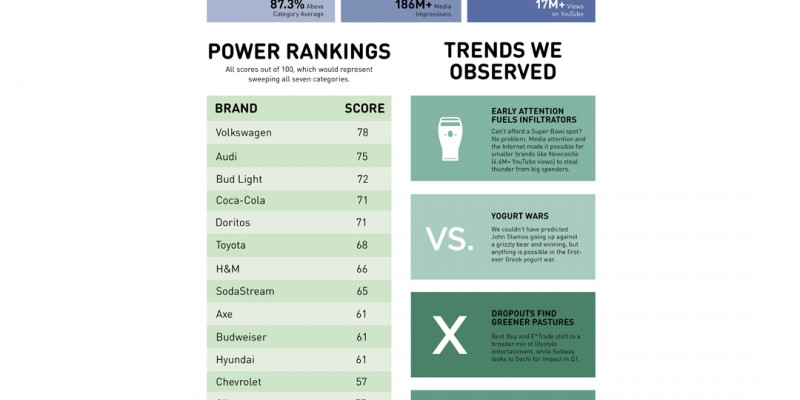 87.3% Above
Category Average
186M+ Media
Impressions
17M+ Views
on YouTube
POWER RANKINGS
All scores out of 100, which would represent
sweeping all seven categories.
BRAND SCORE
Volkswagen 78
Audi 75
Bud Light 72
Coca-Cola 71
Doritos 71
Toyota 68
H&M 66
SodaStream 65
Axe 61
Budweiser 61
Hyundai 61
Chevrolet 57
TRENDS WE
OBSERVED
EARLY ATTENTION
FUELS INFILTRATORS
Can't afford a Super Bowl spot?
No problem. Media attention and
the Internet made it possible for
smaller brands like Newcastle
(4.6M+ YouTube views) to steal
thunder from big spenders.
VS.
YOGURT WARS
We couldn't have predicted
John Stamos going up against
a grizzly bear and winning, but
anything is possible in the first-
ever Greek yogurt war.
X
DROPOUTS FIND
GREENER PASTURES
Best Buy and E*Trade shift to a
broader mix of lifestyle
entertainment, while Subway
looks to Sochi for impact in Q1.